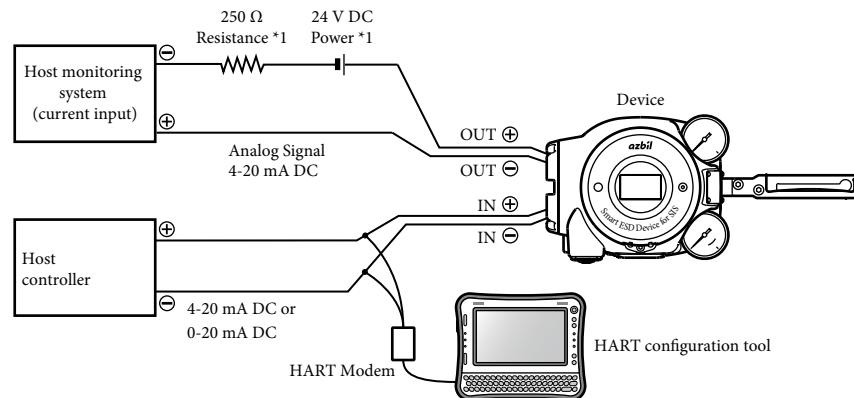 250 Ω
Resistance *1
24 V DC
Power *1
⊖
Host monitoring
system
(current input)
⊕
Analog Signal
4-20 mA DC
Device
OUT ⊕
OUT ⊖
IN ⊕
IN ⊖
azbil
Smart ESD Device for SIS
⊕
Host
controller
⊖
4-20 mA DC or
0-20 mA DC
HART Modem
HART configuration tool